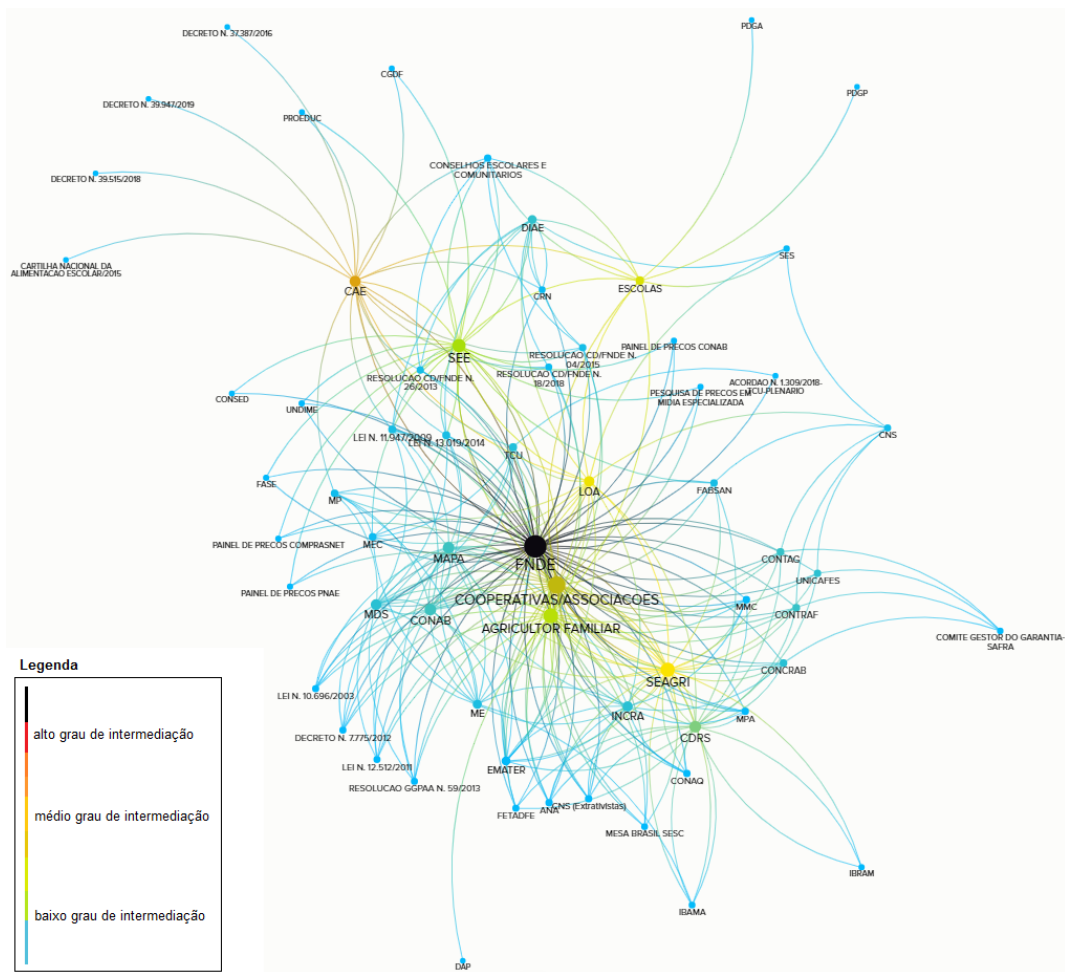 PDGA
DECRETO N. 37.387/2016
CGDF
PDGP
DECRETO N. 39.947/2019
PROEDUC
CONSELHOS ESCOLARES E
COMUNITARIOS
DECRETO N. 39.515/2018
DIAE
SES
CARTILHA NACIONAL DA
ALIMENTACAO ESCOLAR/2015
CAE
CRN
ESCOLAS
SEE
RESOLUCAO CD/FNDE N.
04/2015
PAINEL DE PRECOS CONAB
RESOLUCAO CD/FNDE N.
26/2013
RESOLUCAO CD/FNDE N.
18/2018
ACORDAO N. 1.309/2018-
TCU-PLENARIO
PESQUISA DE PRECOS EM
MIDIA ESPECIALIZADA
CONSED
UNDIME
LEI N. 11.947/2009
LEI N. 13.019/2014
TCU
CNS
FASE
MP
LOA
FABSAN
PAINEL DE PRECOS COMPRASNET
MEC
MAPA
FNDE
CONTAG
UNICAFES
PAINEL DE PRECOS PNAE
MDS
CONAB
COOPERATIVAS/ASSOCIACOES
MMC
CONTRAF
AGRICULTOR FAMILIAR
COMITE GESTOR DO GARANTIA-
SAFRA
Legenda
SEAGRI
CONCRAB
LEI N. 10.696/2003
ME
INCRA
MPA
alto grau de intermediação
DECRETO N. 7.775/2012
CDRS
LEI N. 12.512/2011
EMATER
CONAQ
RESOLUCAO GGPAA N. 59/2013
médio grau de intermediação
FETADFE
ANA
CNS (Extrativistas)
MESA BRASIL SESC
IBRAM
baixo grau de intermediação
IBAMA
DAP